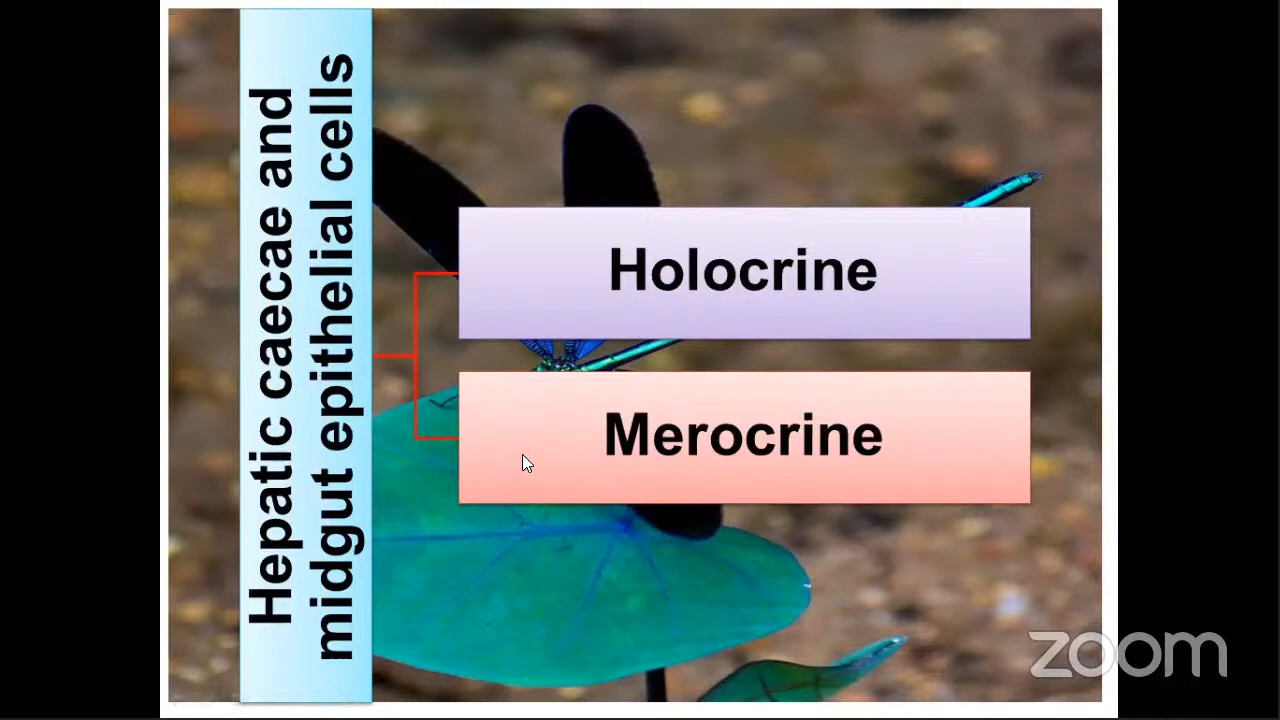 Hepatic caecae and
midgut epithelial cells
Holocrine
Merocrine
zoom